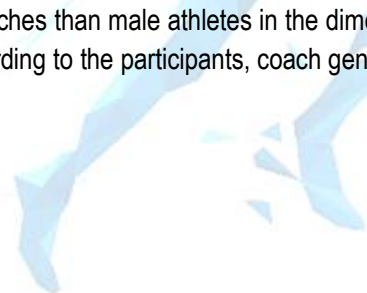 ches than male athletes in the dime
rding to the participants, coach gen